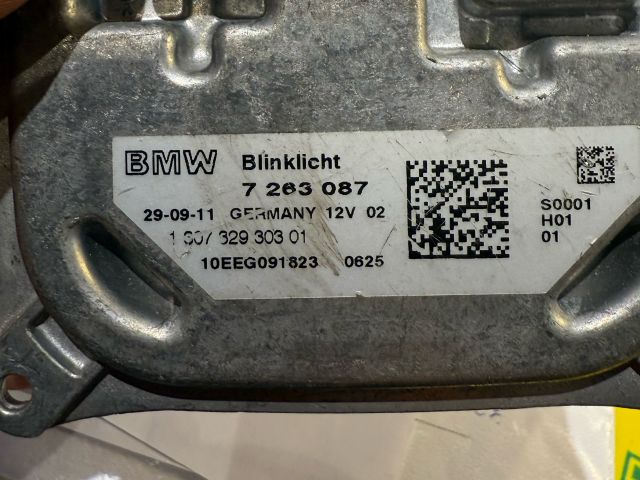 BMW Blinklicht
7 263 087
29-09-11 GERMANY 12V 02
1 307 329 303 01
10EEG091823 0625
S0001
H01
01